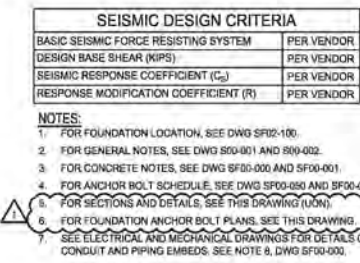 SEISMIC DESIGN CRITERIA
BASIC SEISMIC FORCE RESISTING SYSTEM PER VENDOR
DESIGN BASE SHEAR (KIPS) PER VENDOR
SEISMIC RESPONSE COEFFICIENT (CS) PER VENDOR
RESPONSE MODIFICATION COEFFICIENT (R) PER VENDOR
NOTES:
1. FOR FOUNDATION LOCATION, SEE DWG SF02-100.
2. FOR GENERAL NOTES, SEE DWG S00-001 AND S00-002.
3. FOR CONCRETE NOTES, SEE DWG SF00-000 AND SF00-001.
4. FOR ANCHOR BOLT SCHEDULE, SEE DWG SF00-050 AND SF00-0
5. FOR SECTIONS AND DETAILS, SEE THIS DRAWING (UON).
6. FOR FOUNDATION ANCHOR BOLT PLANS, SEE THIS DRAWING.
7. SEE ELECTRICAL AND MECHANICAL DRAWINGS FOR DETAILS
CONDUIT AND PIPING EMBEDS. SEE NOTE 8, DWG SF00-000.